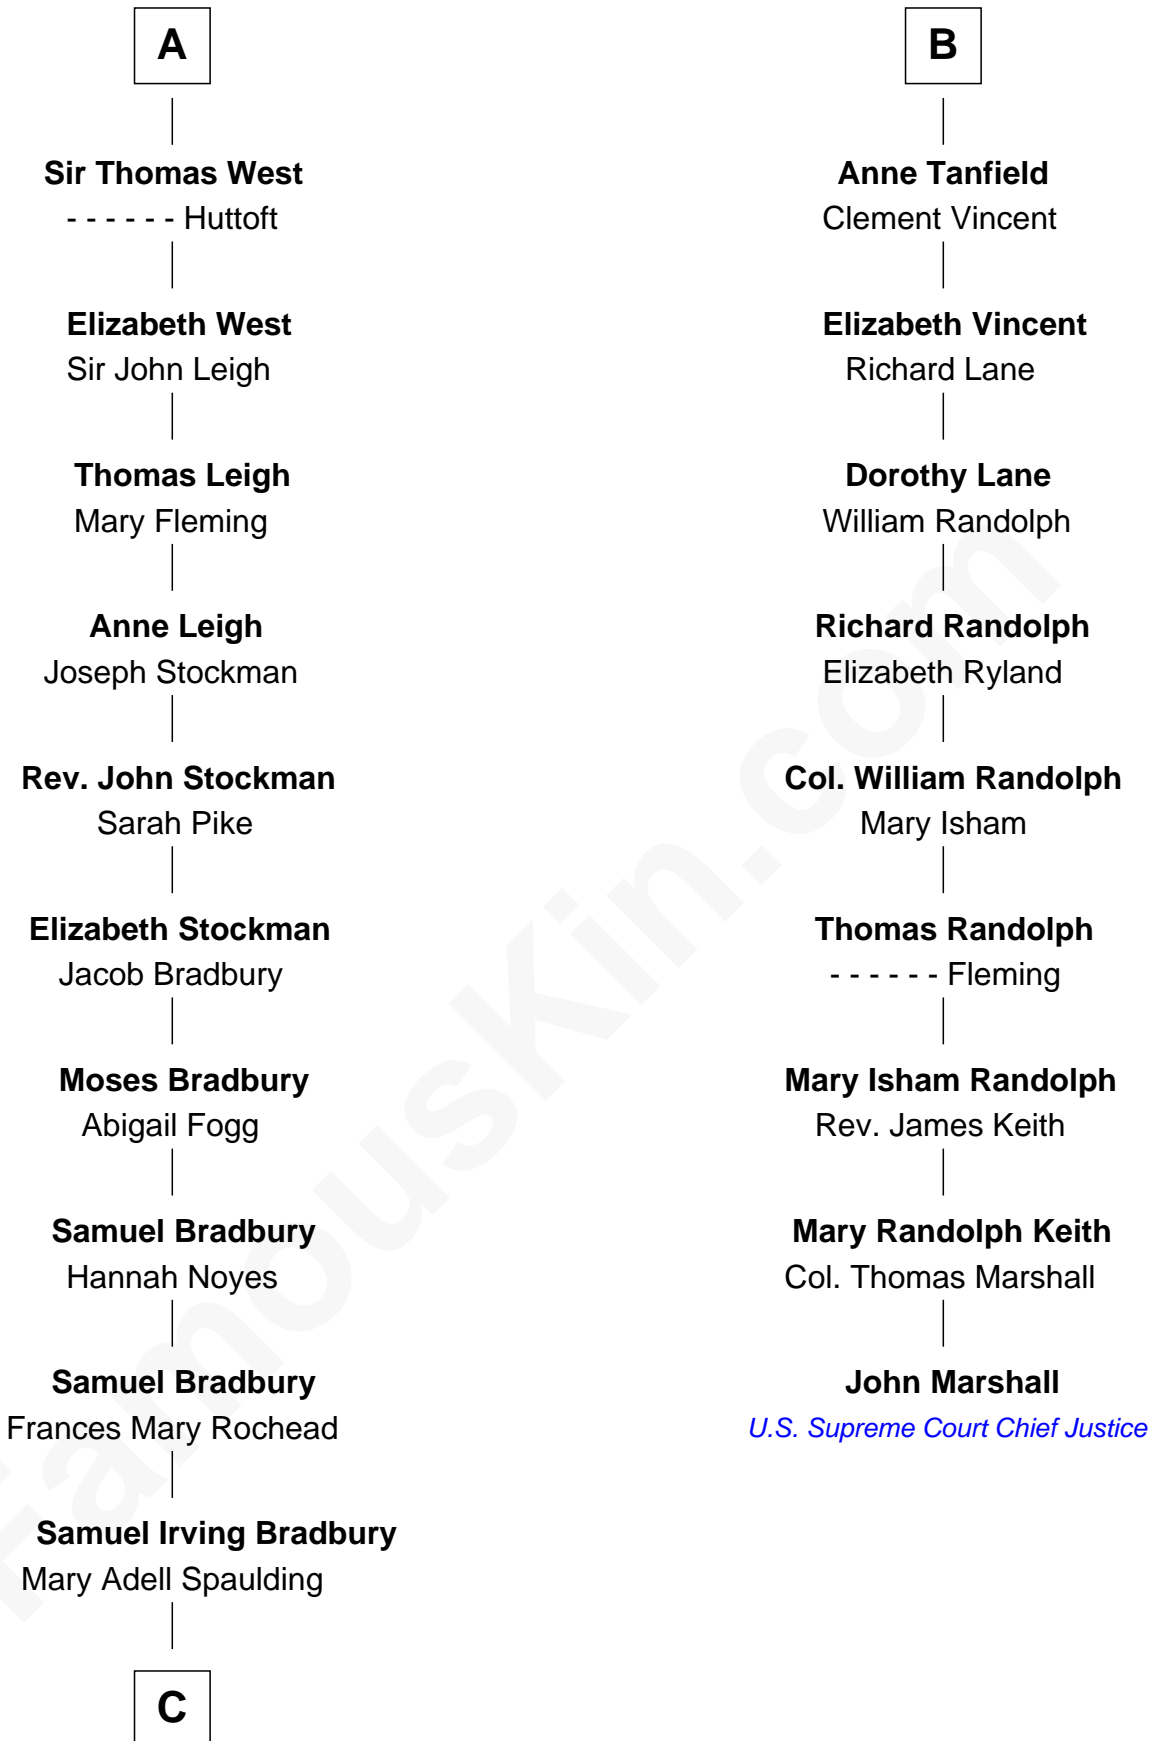 A
Sir Thomas West
- - - - - - Huttoft
Elizabeth West
Sir John Leigh
Thomas Leigh
Mary Fleming
Anne Leigh
Joseph Stockman
Rev. John Stockman
Sarah Pike
Elizabeth Stockman
Jacob Bradbury
Moses Bradbury
Abigail Fogg
Samuel Bradbury
Hannah Noyes
Samuel Bradbury
Frances Mary Rochead
Samuel Irving Bradbury
Mary Adell Spaulding
C
B
Anne Tanfield
Clement Vincent
Elizabeth Vincent
Richard Lane
Dorothy Lane
William Randolph
Richard Randolph
Elizabeth Ryland
Col. William Randolph
Mary Isham
Thomas Randolph
- - - - - - Fleming
Mary Isham Randolph
Rev. James Keith
Mary Randolph Keith
Col. Thomas Marshall
John Marshall
U.S. Supreme Court Chief Justice
FamousKin.com